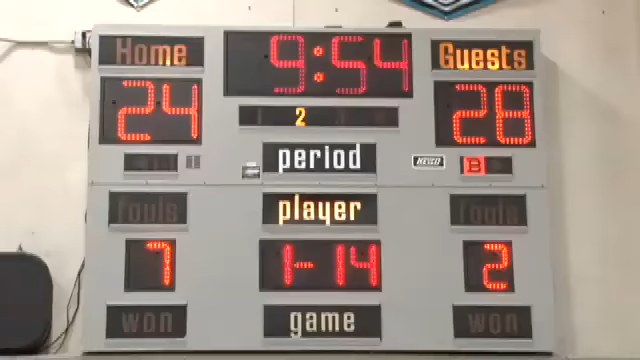 Home 9:54 Guests
24 28
2
period
B
fouls player fouls
7 1-14 2
won game won